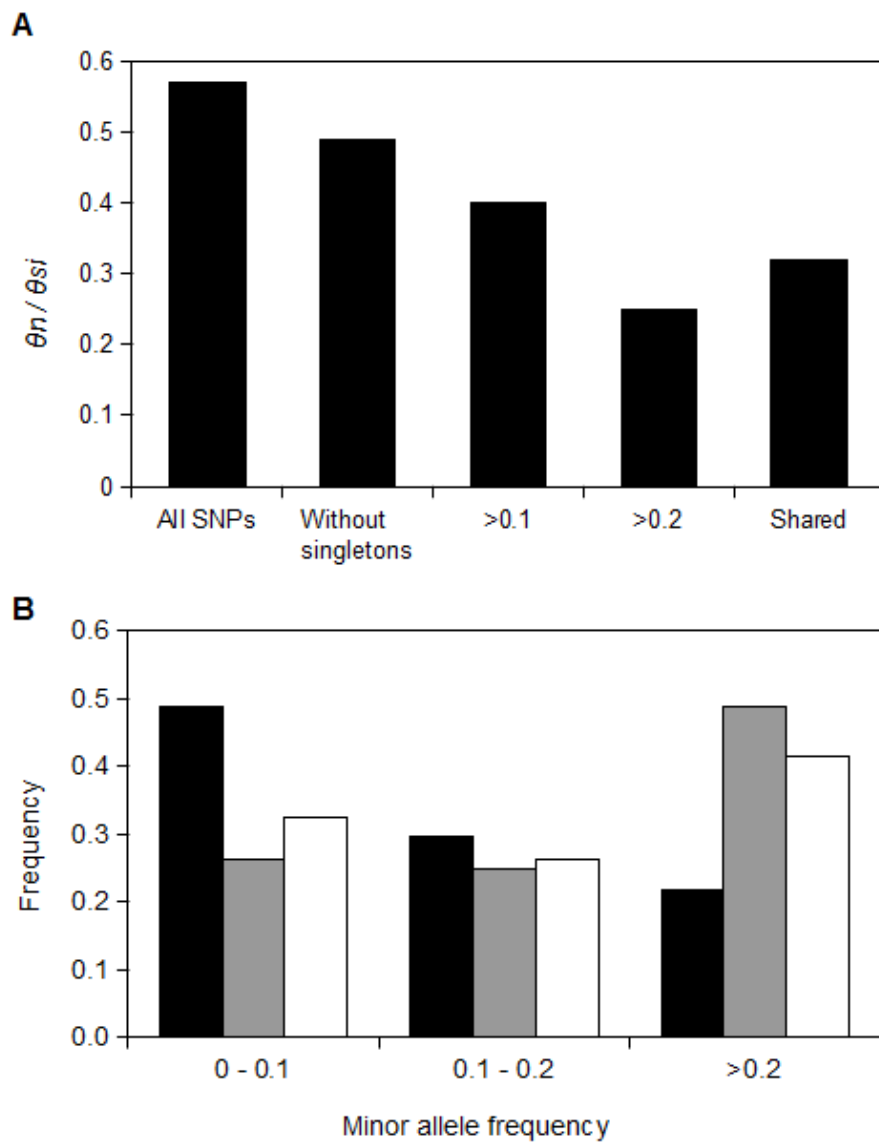 A
0.6
0.5
0.4
0.3
0.2
0.1
0
θn / θsi
All SNPs Without singletons >0.1 >0.2 Shared
B
0.6
0.5
0.4
0.3
0.2
0.1
0.0
Frequency
0 - 0.1 0.1 - 0.2 >0.2
Minor allele frequency